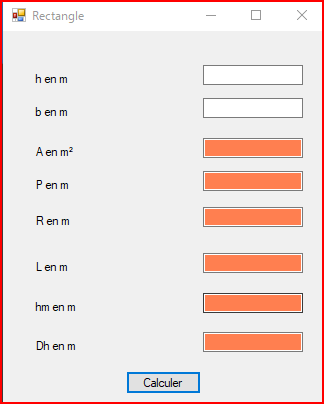 Rectangle
h en m
b en m
A en m²
P en m
R en m
L en m
hm en m
Dh en m
Calculer